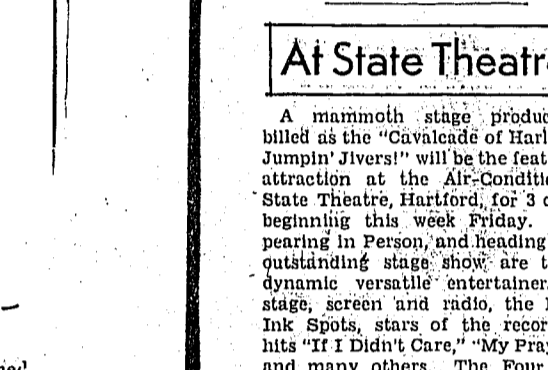 At State Theatr
A mammoth stage produc
billed as the "Cavalcade of Harl
Jumpin' Jivers!" will be the feat
attraction at the Air-Conditi
State Theatre, Hartford, for 3 d
beginning this week Friday.
pearing in Person, and heading
outstanding stage show are t
dynamic versatile entertainer
stage, screen and radio, the
Ink Spots, stars of the recor
hits "If I Didn't Care," "My Pra
and many others. The Four